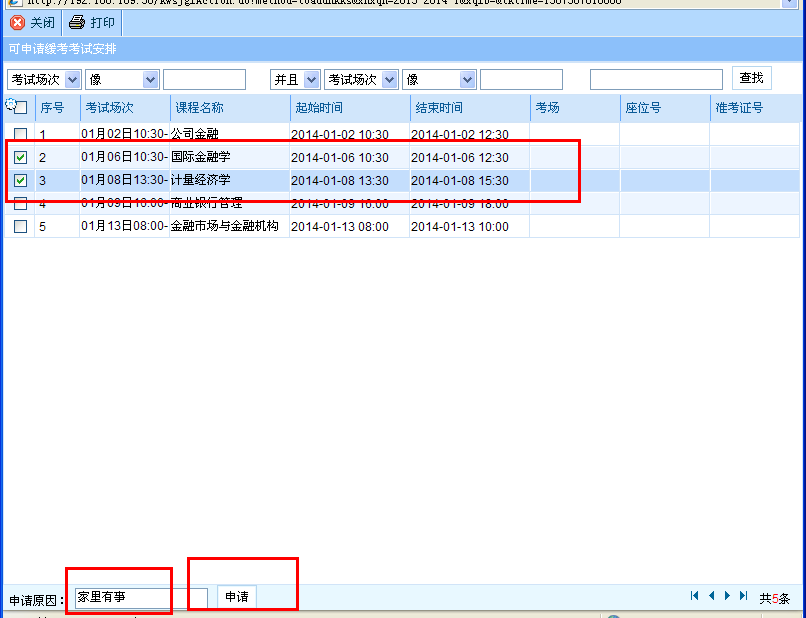 关闭 打印
可申请缓考考试安排
考试场次 像 并且 考试场次 像 查找
序号 考试场次 课程名称 起始时间 结束时间 考场 座位号 准考证号
1 01月02日10:30- 公司金融 2014-01-02 10:30 2014-01-02 12:30
2 01月06日10:30- 国际金融学 2014-01-06 10:30 2014-01-06 12:30
3 01月08日13:30- 计量经济学 2014-01-08 13:30 2014-01-08 15:30
4 01月09日16:00- 商业银行管理 2014-01-09 16:00 2014-01-09 18:00
5 01月13日08:00- 金融市场与金融机构 2014-01-13 08:00 2014-01-13 10:00
申请原因: 家里有事 申请 共5条